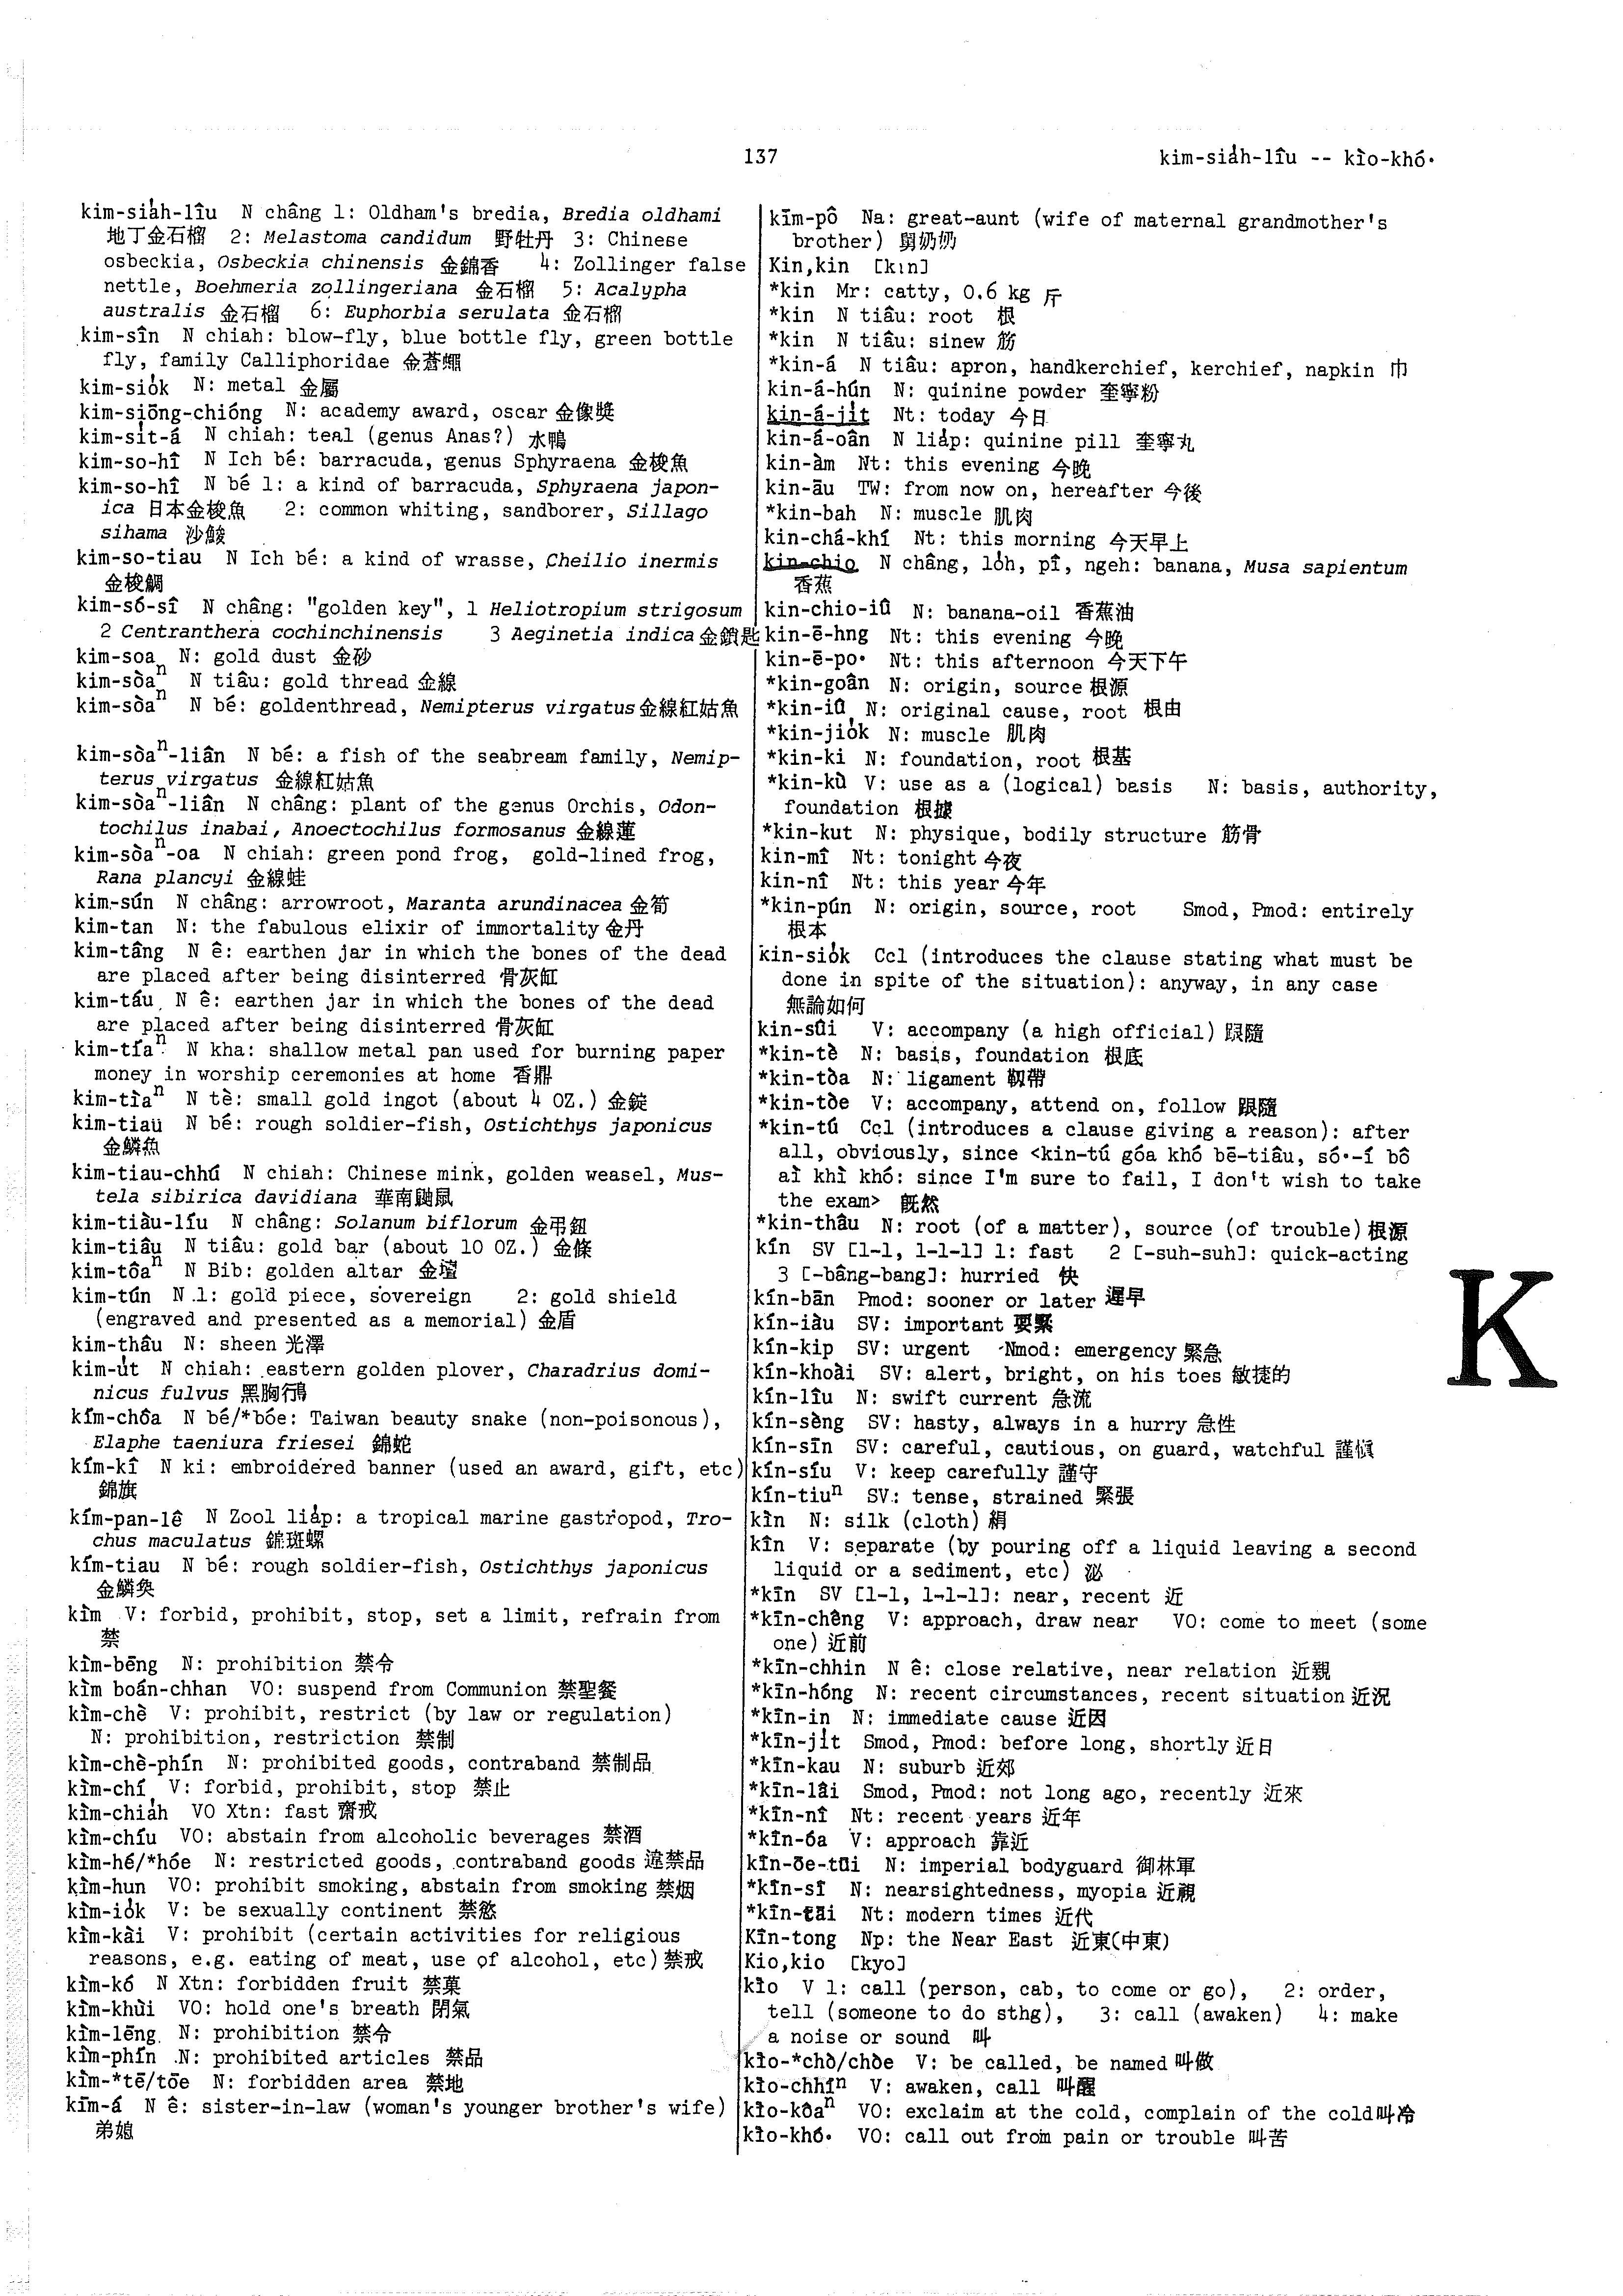 137
kim-sia̍h-lîu -- kìo-khó·
kim-sia̍h-lîu N châng 1: Oldham's bredia, Bredia oldhami
地丁金石榴 2: Melastoma candidum 野牡丹 3: Chinese
osbeckia, Osbeckia chinensis 金錦香 4: Zollinger false
nettle, Boehmeria zollingeriana 金石榴 5: Acalypha
australis 金石榴 6: Euphorbia serulata 金石榴
kim-sîn N chiah: blow-fly, blue bottle fly, green bottle
fly, family Calliphoridae 金蒼蠅
kim-sio̍k N: metal 金屬
kim-siōng-chióng N: academy award, oscar 金像獎
kim-si̍t-á N chiah: teal (genus Anas?) 水鴨
kim-so-hî N Ich bé: barracuda, genus Sphyraena 金梭魚
kim-so-hî N bé 1: a kind of barracuda, Sphyraena japon-
ica 日本金梭魚 2: common whiting, sandborer, Sillago
sihama 沙鮻
kim-so-tiau N Ich bé: a kind of wrasse, Cheilio inermis
金梭鯛
kim-só-sî N châng: "golden key", 1 Heliotropium strigosum
2 Centranthera cochinchinensis 3 Aeginetia indica 金鎖匙
kim-soa N: gold dust 金砂
kim-sòaⁿ N tiâu: gold thread 金線
kim-sòaⁿ N bé: goldenthread, Nemipterus virgatus 金線紅姑魚
kim-sòaⁿ-liân N bé: a fish of the seabream family, Nemip-
terus virgatus 金線紅姑魚
kim-sòaⁿ-liân N châng: plant of the genus Orchis, Odon-
tochilus inabai, Anoectochilus formosanus 金線蓮
kim-sòaⁿ-oa N chiah: green pond frog, gold-lined frog,
Rana plancyi 金線蛙
kim-sún N châng: arrowroot, Maranta arundinacea 金筍
kim-tan N: the fabulous elixir of immortality 金丹
kim-tâng N ê: earthen jar in which the bones of the dead
are placed after being disinterred 骨灰缸
kim-táu N ê: earthen jar in which the bones of the dead
are placed after being disinterred 骨灰缸
kim-tíaⁿ N kha: shallow metal pan used for burning paper
money in worship ceremonies at home 香鼎
kim-tìaⁿ N tè: small gold ingot (about 4 OZ.) 金錠
kim-tiau N bé: rough soldier-fish, Ostichthys japonicus
金鱗魚
kim-tiau-chhú N chiah: Chinese mink, golden weasel, Mus-
tela sibirica davidiana 華南鼬鼠
kim-tiàu-líu N châng: Solanum biflorum 金吊鈕
kim-tiâu N tiâu: gold bar (about 10 OZ.) 金條
kim-tôaⁿ N Bib: golden altar 金壇
kim-tún N 1: gold piece, sovereign 2: gold shield
(engraved and presented as a memorial) 金盾
kim-thâu N: sheen 光澤
kim-u̍t N chiah: eastern golden plover, Charadrius domi-
nicus fulvus 黑胸行鳥
kím-chôa N bé/*bóe: Taiwan beauty snake (non-poisonous),
Elaphe taeniura friesei 錦蛇
kím-kî N ki: embroidered banner (used an award, gift, etc)
錦旗
kím-pan-lê N Zool lia̍p: a tropical marine gastropod, Tro-
chus maculatus 錦斑螺
kím-tiau N bé: rough soldier-fish, Ostichthys japonicus
金鱗魚
kìm V: forbid, prohibit, stop, set a limit, refrain from
禁
kìm-bēng N: prohibition 禁令
kìm boán-chhan VO: suspend from Communion 禁聖餐
kìm-chè V: prohibit, restrict (by law or regulation)
N: prohibition, restriction 禁制
kìm-chè-phín N: prohibited goods, contraband 禁制品
kìm-chí V: forbid, prohibit, stop 禁止
kìm-chia̍h VO Xtn: fast 齋戒
kìm-chíu VO: abstain from alcoholic beverages 禁酒
kìm-hé/*hóe N: restricted goods, contraband goods 違禁品
kìm-hun VO: prohibit smoking, abstain from smoking 禁烟
kìm-io̍k V: be sexually continent 禁慾
kìm-kài V: prohibit (certain activities for religious
reasons, e.g. eating of meat, use of alcohol, etc) 禁戒
kìm-kó N Xtn: forbidden fruit 禁菓
kìm-khùi VO: hold one's breath 閉氣
kìm-lēng N: prohibition 禁令
kìm-phín N: prohibited articles 禁品
kìm-*tē/tōe N: forbidden area 禁地
kīm-á N ê: sister-in-law (woman's younger brother's wife)
弟媳
kīm-pô Na: great-aunt (wife of maternal grandmother's
brother) 舅奶奶
Kin,kin [kɪn]
*kin Mr: catty, 0.6 kg 斤
*kin N tiâu: root 根
*kin N tiâu: sinew 筋
*kin-á N tiâu: apron, handkerchief, kerchief, napkin 巾
kin-á-hún N: quinine powder 奎寧粉
kin-á-ji̍t Nt: today 今日
kin-á-oân N lia̍p: quinine pill 奎寧丸
kin-àm Nt: this evening 今晚
kin-āu TW: from now on, hereafter 今後
*kin-bah N: muscle 肌肉
kin-chá-khí Nt: this morning 今天早上
kin-chio N châng, lo̍h, pî, ngeh: banana, Musa sapientum
香蕉
kin-chio-iû N: banana-oil 香蕉油
kin-ē-hng Nt: this evening 今晚
kin-ē-po· Nt: this afternoon 今天下午
*kin-goân N: origin, source 根源
*kin-iû N: original cause, root 根由
*kin-jio̍k N: muscle 肌肉
*kin-ki N: foundation, root 根基
*kin-kù V: use as a (logical) basis N: basis, authority,
foundation 根據
*kin-kut N: physique, bodily structure 筋骨
kin-mî Nt: tonight 今夜
kin-nî Nt: this year 今年
*kin-pún N: origin, source, root Smod, Pmod: entirely
根本
kin-sio̍k Ccl (introduces the clause stating what must be
done in spite of the situation): anyway, in any case
無論如何
kin-sûi V: accompany (a high official) 跟隨
*kin-tè N: basis, foundation 根底
*kin-tòa N: ligament 靱帶
*kin-tòe V: accompany, attend on, follow 跟隨
*kin-tú Ccl (introduces a clause giving a reason): after
all, obviously, since <kin-tú góa khó bē-tiâu, só·-í bô
ài khì khó: since I'm sure to fail, I don't wish to take
the exam> 既然
*kin-thâu N: root (of a matter), source (of trouble) 根源
kín SV [1-1, 1-1-1] 1: fast 2 [-suh-suh]: quick-acting
3 [-bâng-bang]: hurried 快
kín-bān Pmod: sooner or later 遲早
kín-iàu SV: important 要緊
kín-kip SV: urgent Nmod: emergency 緊急
kín-khoài SV: alert, bright, on his toes 敏捷的
kín-lîu N: swift current 急流
kín-sèng SV: hasty, always in a hurry 急性
kín-sīn SV: careful, cautious, on guard, watchful 謹慎
kín-síu V: keep carefully 謹守
kín-tiuⁿ SV: tense, strained 緊張
kìn N: silk (cloth) 絹
kîn V: separate (by pouring off a liquid leaving a second
liquid or a sediment, etc) 泌
*kīn SV [1-1, 1-1-1]: near, recent 近
*kīn-chêng V: approach, draw near VO: come to meet (some
one) 近前
*kīn-chhin N ê: close relative, near relation 近親
*kīn-hóng N: recent circumstances, recent situation 近況
*kīn-in N: immediate cause 近因
*kīn-ji̍t Smod, Pmod: before long, shortly 近日
*kīn-kau N: suburb 近郊
*kīn-lâi Smod, Pmod: not long ago, recently 近來
*kīn-nî Nt: recent years 近年
*kīn-óa V: approach 靠近
kīn-ōe-tūi N: imperial bodyguard 御林軍
*kīn-sī N: nearsightedness, myopia 近視
*kīn-tāi Nt: modern times 近代
Kīn-tong Np: the Near East 近東(中東)
Kio,kio [kyo]
kìo V 1: call (person, cab, to come or go), 2: order,
tell (someone to do sthg), 3: call (awaken) 4: make
a noise or sound 叫
kìo-*chò/chòe V: be called, be named 叫做
kìo-chhíⁿ V: awaken, call 叫醒
kìo-kôaⁿ VO: exclaim at the cold, complain of the cold 叫冷
kìo-khó· VO: call out from pain or trouble 叫苦
K